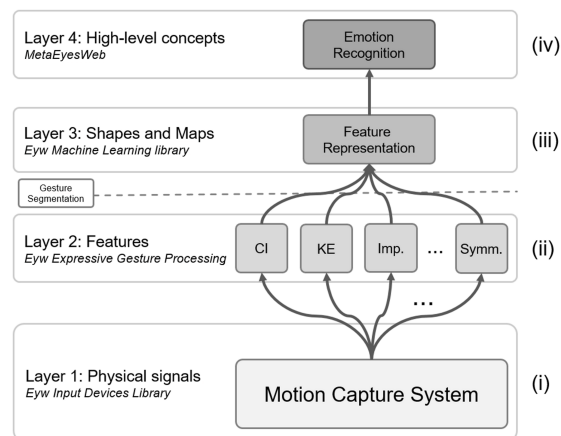 Layer 4: High-level concepts
MetaEyesWeb
Emotion
Recognition
(iv)
Layer 3: Shapes and Maps
Eyw Machine Learning library
Feature
Representation
(iii)
Gesture
Segmentation
Layer 2: Features
Eyw Expressive Gesture Processing
CI
KE
Imp.
...
Symm.
(ii)
...
Layer 1: Physical signals
Eyw Input Devices Library
Motion Capture System
(i)